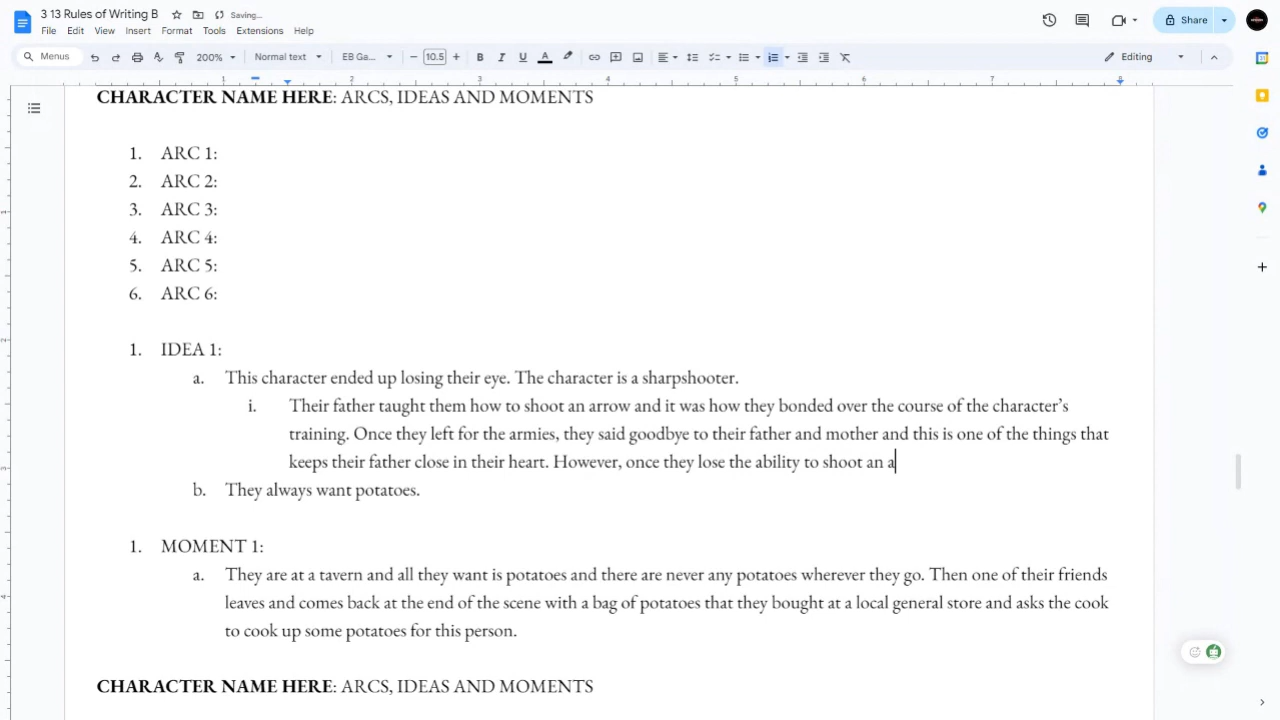 3 13 Rules of Writing B
Saving...
File Edit View Insert Format Tools Extensions Help
Share
Menus
200%
Normal text
EB Ga...
10.5
B I U A
Editing
1 2 3 4 5 6 7 8
CHARACTER NAME HERE: ARCS, IDEAS AND MOMENTS
1. ARC 1:
2. ARC 2:
3. ARC 3:
4. ARC 4:
5. ARC 5:
6. ARC 6:
1. IDEA 1:
a. This character ended up losing their eye. The character is a sharpshooter.
i. Their father taught them how to shoot an arrow and it was how they bonded over the course of the character’s
training. Once they left for the armies, they said goodbye to their father and mother and this is one of the things that
keeps their father close in their heart. However, once they lose the ability to shoot an a
b. They always want potatoes.
1. MOMENT 1:
a. They are at a tavern and all they want is potatoes and there are never any potatoes wherever they go. Then one of their friends
leaves and comes back at the end of the scene with a bag of potatoes that they bought at a local general store and asks the cook
to cook up some potatoes for this person.
CHARACTER NAME HERE: ARCS, IDEAS AND MOMENTS